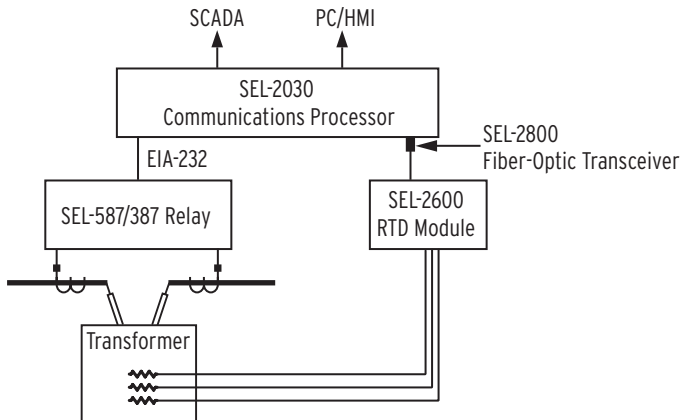 SCADA
PC/HMI
SEL-2030
Communications Processor
SEL-2800
Fiber-Optic Transceiver
EIA-232
SEL-587/387 Relay
SEL-2600
RTD Module
Transformer